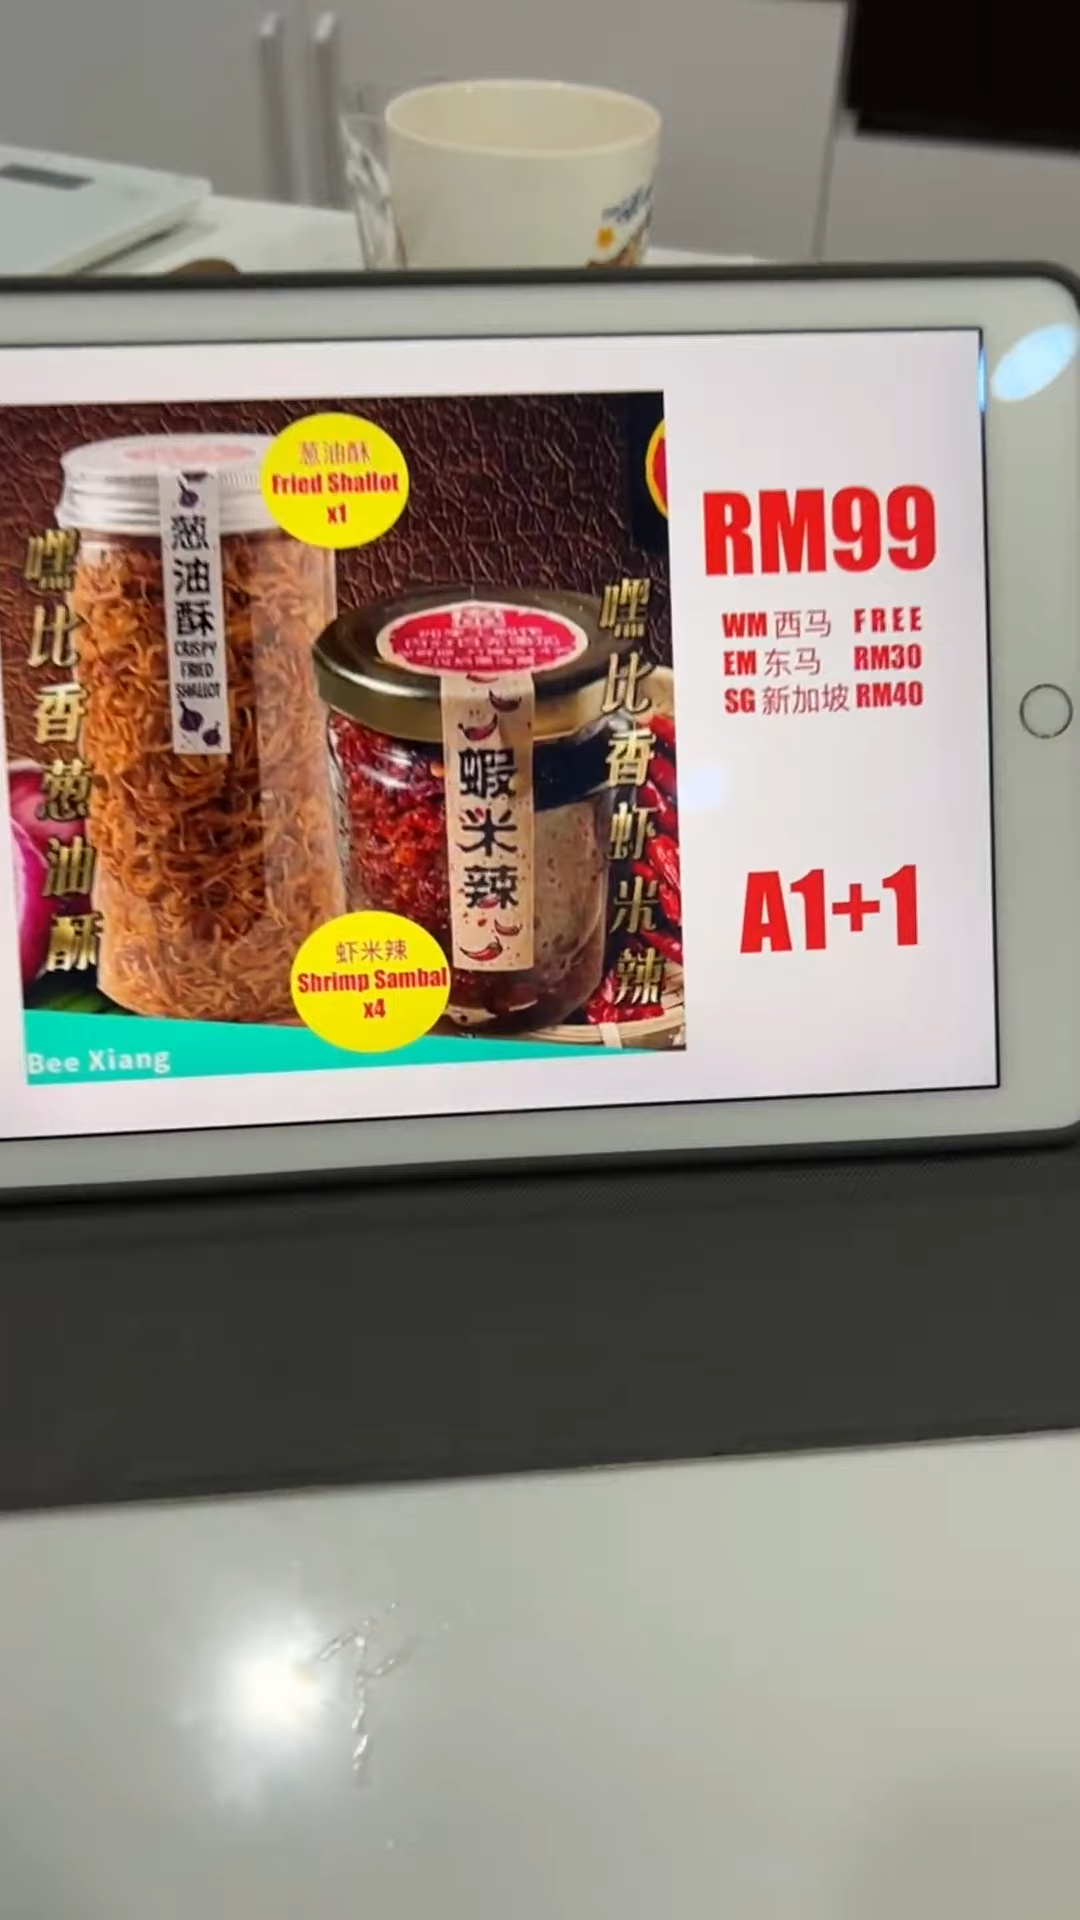 葱油酥
Fried Shallot
x1
嘿比香葱油酥
葱油酥
CRISPY
FRIED
SHALLOT
嘿比香虾米辣
蝦米辣
虾米辣
Shrimp Sambal
x4
Bee Xiang
RM99
WM 西马 FREE
EM 东马 RM30
SG 新加坡 RM40
A1+1